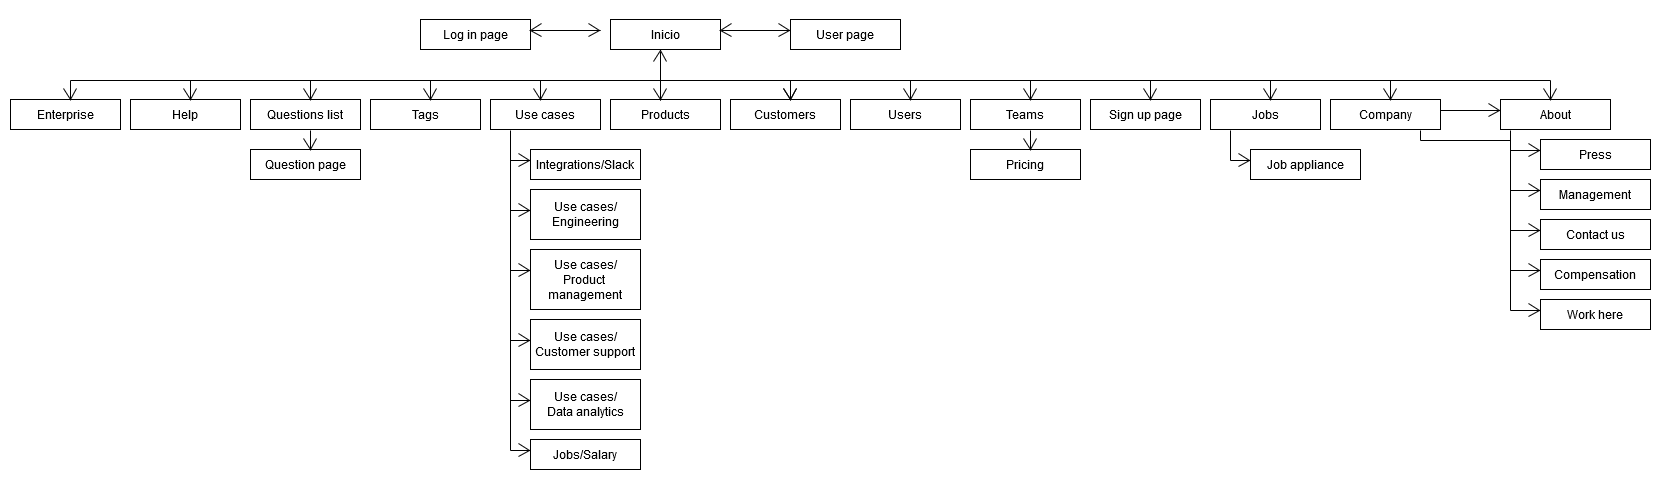 Log in page
Inicio
User page
Enterprise
Help
Questions list
Tags
Use cases
Products
Customers
Users
Teams
Sign up page
Jobs
Company
About
Question page
Integrations/Slack
Pricing
Job appliance
Press
Use cases/
Engineering
Management
Contact us
Use cases/
Product
management
Compensation
Work here
Use cases/
Customer support
Use cases/
Data analytics
Jobs/Salary